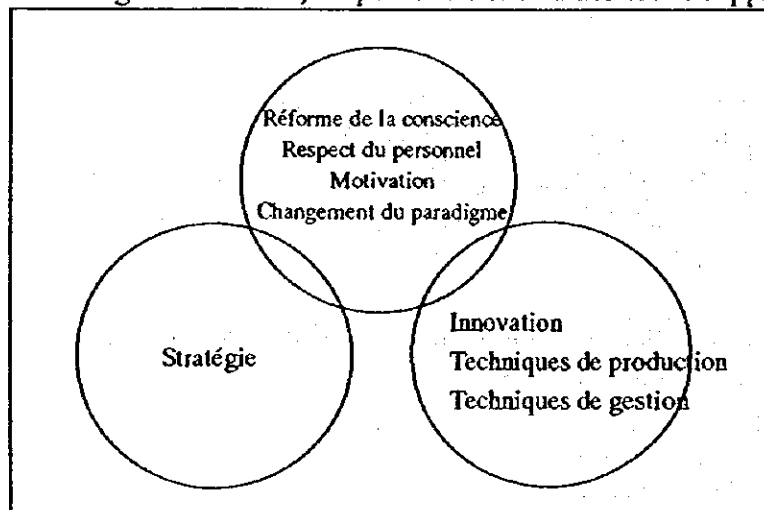 Réforme de la conscience
Respect du personnel
Motivation
Changement du paradigme
Stratégie
Innovation
Techniques de production
Techniques de gestion